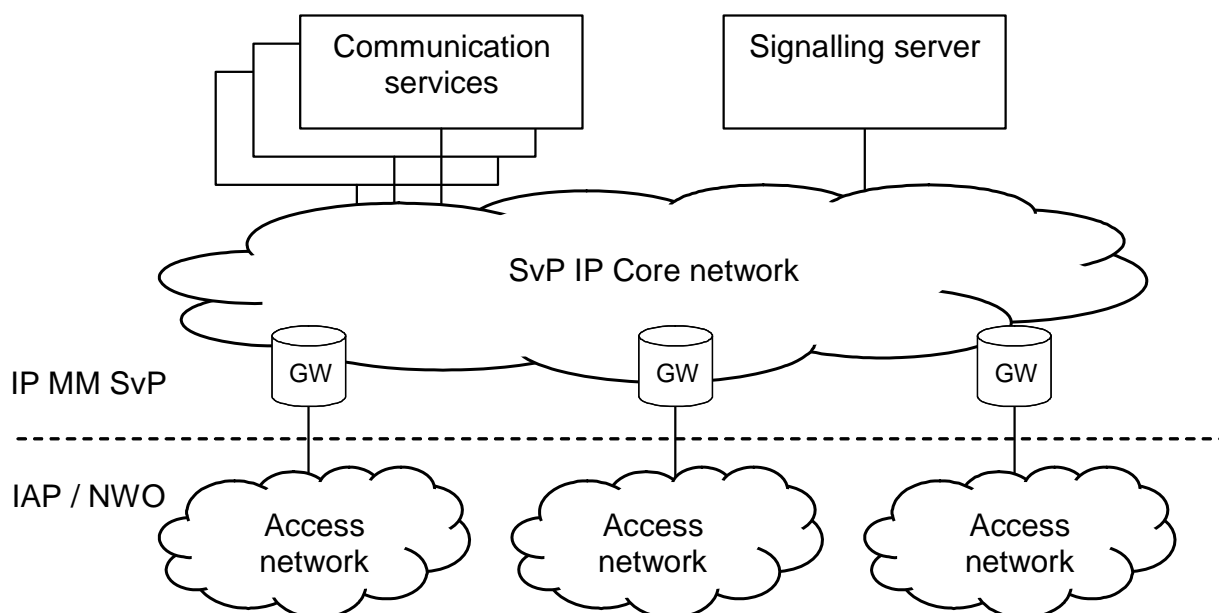 Communication
services
Signalling server
SvP IP Core network
GW
GW
GW
IP MM SvP
IAP / NWO
Access
network
Access
network
Access
network